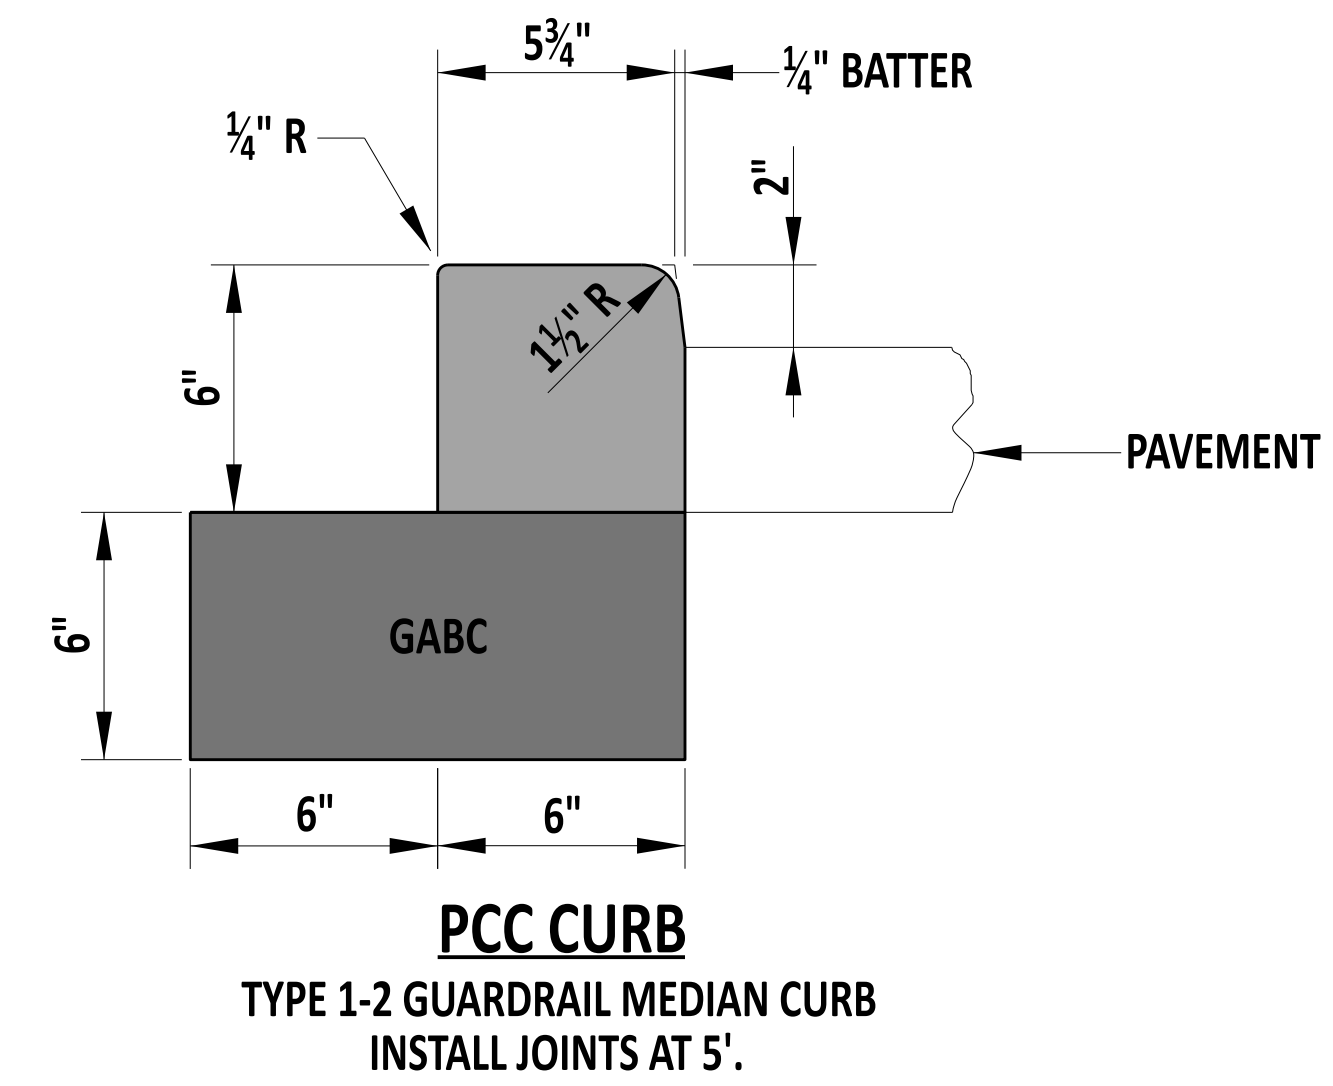 5¾"
¼" BATTER
¼" R
2"
1½" R
6"
PAVEMENT
6"
GABC
6"
6"
PCC CURB
TYPE 1-2 GUARDRAIL MEDIAN CURB
INSTALL JOINTS AT 5'.